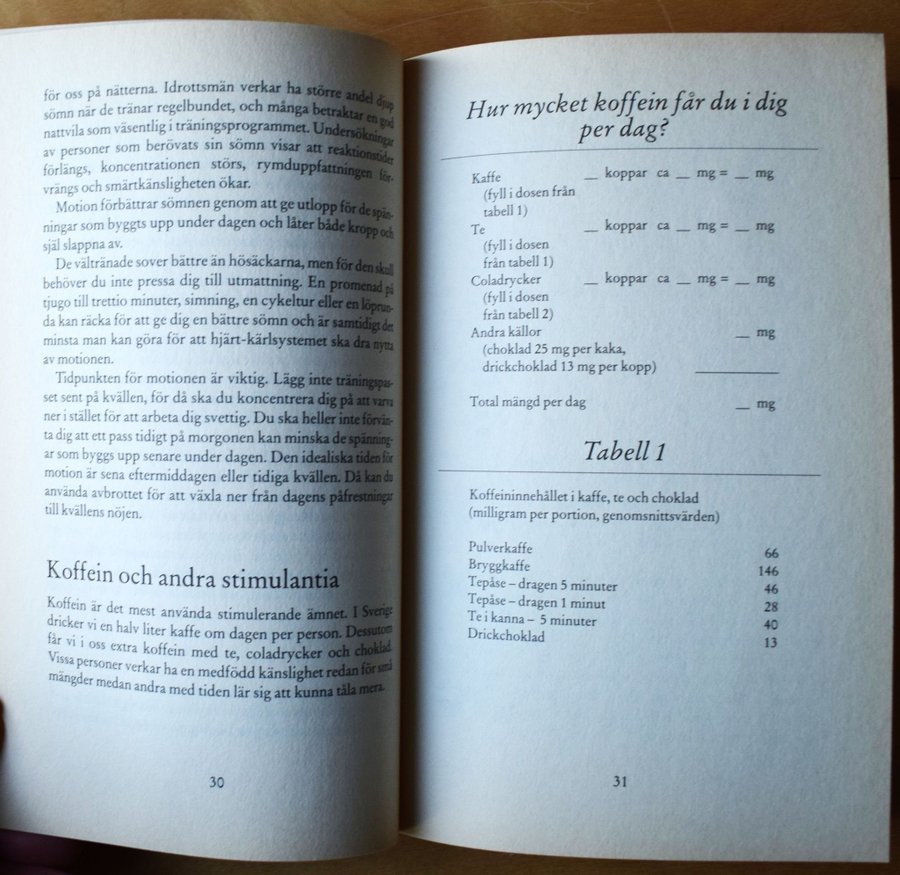 för oss på nätterna. Idrottsmän verkar ha större andel djup
sömn när de tränar regelbundet, och många betraktar en god
nattvila som väsentlig i träningsprogrammet. Undersökningar
av personer som berövats sin sömn visar att reaktionstider
förlängs, koncentrationen störs, rymduppfattningen för-
vrängs och smärtkänsligheten ökar.
Motion förbättrar sömnen genom att ge utlopp för de spän-
ningar som byggts upp under dagen och låter både kropp och
själ slappna av.
De vältränade sover bättre än hösäckarna, men för den skull
behöver du inte pressa dig till utmattning. En promenad på
tjugo till trettio minuter, simning, en cykeltur eller en löprun-
da kan räcka för att ge dig en bättre sömn och är samtidigt det
minsta man kan göra för att hjärt-kärlsystemet ska dra nytta
av motionen.
Tidpunkten för motionen är viktig. Lägg inte träningspas-
set sent på kvällen, för då ska du koncentrera dig på att varva
ner i stället för att arbeta dig svettig. Du ska heller inte förvän-
ta dig att ett pass tidigt på morgonen kan minska de spänning-
ar som byggs upp senare under dagen. Den idealiska tiden för
motion är sena eftermiddagen eller tidiga kvällen. Då kan du
använda avbrottet för att växla ner från dagens påfrestningar
till kvällens nöjen.
Koffein och andra stimulantia
Koffein är det mest använda stimulerande ämnet. I Sverige
dricker vi en halv liter kaffe om dagen per person. Dessutom
får vi i oss extra koffein med te, coladrycker och choklad.
Vissa personer verkar ha en medfödd känslighet redan för små
mängder medan andra med tiden lär sig att kunna tåla mera.
30
Hur mycket koffein får du i dig
per dag?
Kaffe __ koppar ca __ mg = __ mg
(fyll i dosen från
tabell 1)
Te __ koppar ca __ mg = __ mg
(fyll i dosen
från tabell 1)
Coladrycker __ koppar ca __ mg = __ mg
(fyll i dosen
från tabell 2)
Andra källor __ mg
(choklad 25 mg per kaka,
drickchoklad 13 mg per kopp)
Total mängd per dag __ mg
Tabell 1
Koffeininnehållet i kaffe, te och choklad
(milligram per portion, genomsnittsvärden)
Pulverkaffe 66
Bryggkaffe 146
Tepåse – dragen 5 minuter 46
Tepåse – dragen 1 minut 28
Te i kanna – 5 minuter 40
Drickchoklad 13
31